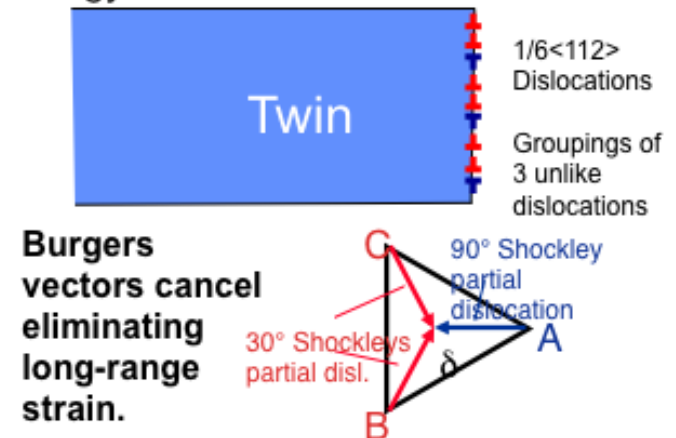 Twin
1/6<112>
Dislocations
Groupings of
3 unlike
dislocations
Burgers
vectors cancel
eliminating
long-range
strain.
C
90° Shockley
partial
dislocation
30° Shockleys
partial disl.
δ
A
B